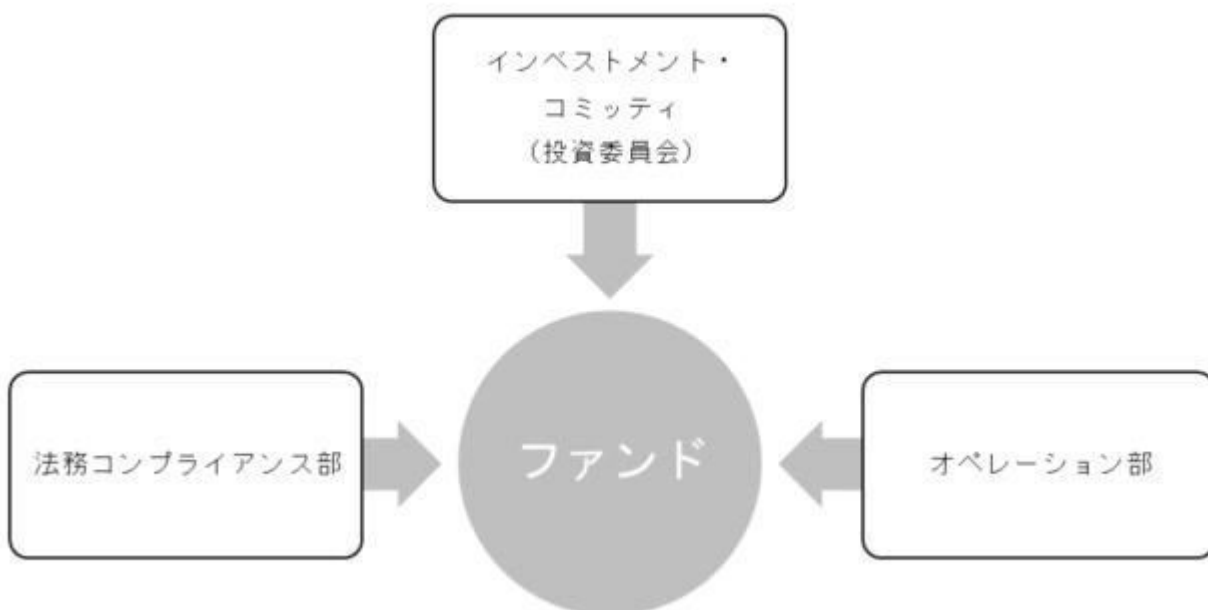 インベストメント・
コミッティ
（投資委員会）
法務コンプライアンス部
ファンド
オペレーション部